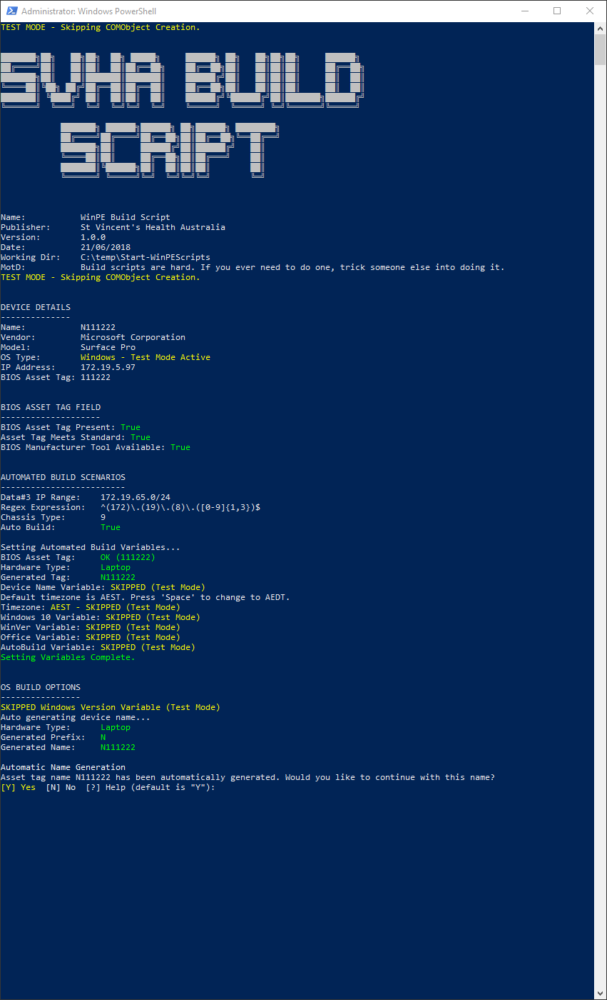 Administrator: Windows PowerShell
TEST MODE - Skipping COMObject Creation.
SVHA BUILD
SCRIPT
Name: WinPE Build Script
Publisher: St Vincent's Health Australia
Version: 1.0.0
Date: 21/06/2018
Working Dir: C:\temp\Start-WinPEScripts
MotD: Build scripts are hard. If you ever need to do one, trick someone else into doing it.
TEST MODE - Skipping COMObject Creation.
DEVICE DETAILS
--------------
Name: N111222
Vendor: Microsoft Corporation
Model: Surface Pro
OS Type: Windows - Test Mode Active
IP Address: 172.19.5.97
BIOS Asset Tag: 111222
BIOS ASSET TAG FIELD
--------------------
BIOS Asset Tag Present: True
Asset Tag Meets Standard: True
BIOS Manufacturer Tool Available: True
AUTOMATED BUILD SCENARIOS
-------------------------
Data#3 IP Range: 172.19.65.0/24
Regex Expression: ^(172)\.(19)\.(8)\.([0-9]{1,3})$
Chassis Type: 9
Auto Build: True
Setting Automated Build Variables...
BIOS Asset Tag: OK (111222)
Hardware Type: Laptop
Generated Tag: N111222
Device Name Variable: SKIPPED (Test Mode)
Default timezone is AEST. Press 'Space' to change to AEDT.
Timezone: AEST - SKIPPED (Test Mode)
Windows 10 Variable: SKIPPED (Test Mode)
WinVer Variable: SKIPPED (Test Mode)
Office Variable: SKIPPED (Test Mode)
AutoBuild Variable: SKIPPED (Test Mode)
Setting Variables Complete.
OS BUILD OPTIONS
----------------
SKIPPED Windows Version Variable (Test Mode)
Auto generating device name...
Hardware Type: Laptop
Generated Prefix: N
Generated Name: N111222
Automatic Name Generation
Asset tag name N111222 has been automatically generated. Would you like to continue with this name?
[Y] Yes  [N] No  [?] Help (default is "Y"):